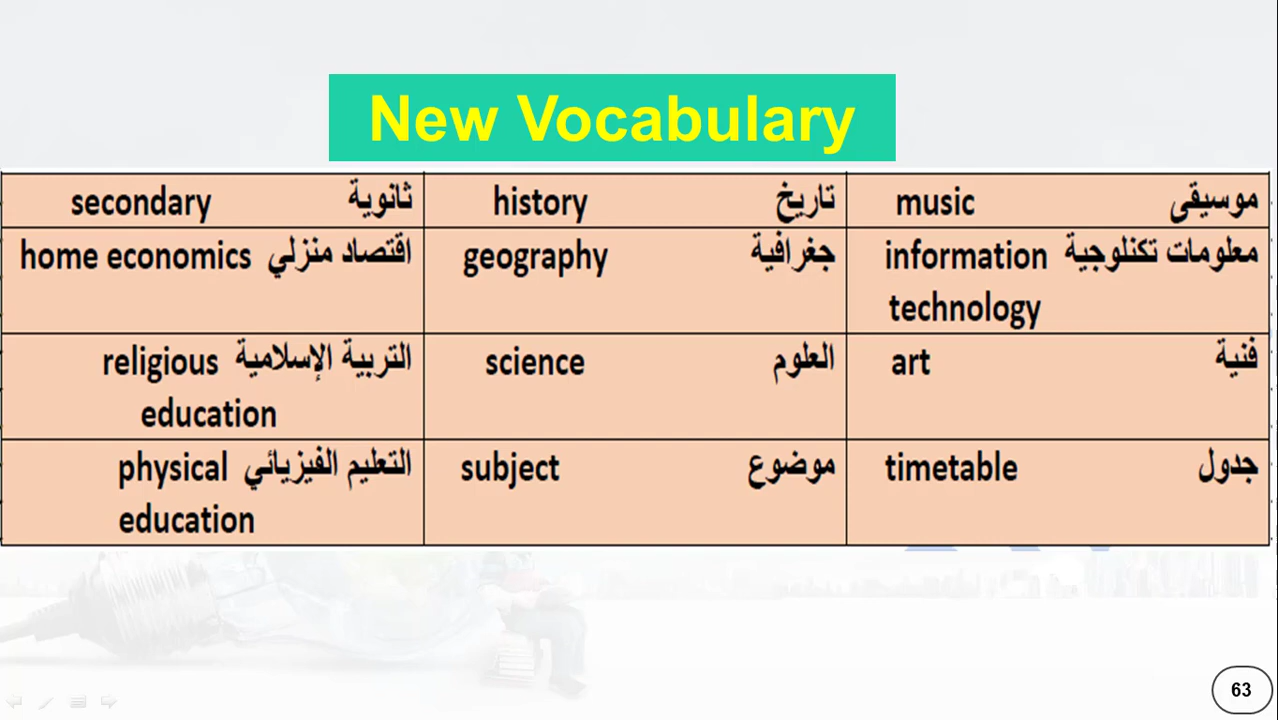 New Vocabulary
secondary ثانوية history تاريخ music موسيقى
home economics اقتصاد منزلي geography جغرافية information معلومات تكنلوجية
technology
religious التربية الإسلامية science العلوم art فنية
education
physical التعليم الفيزيائي subject موضوع timetable جدول
education
63